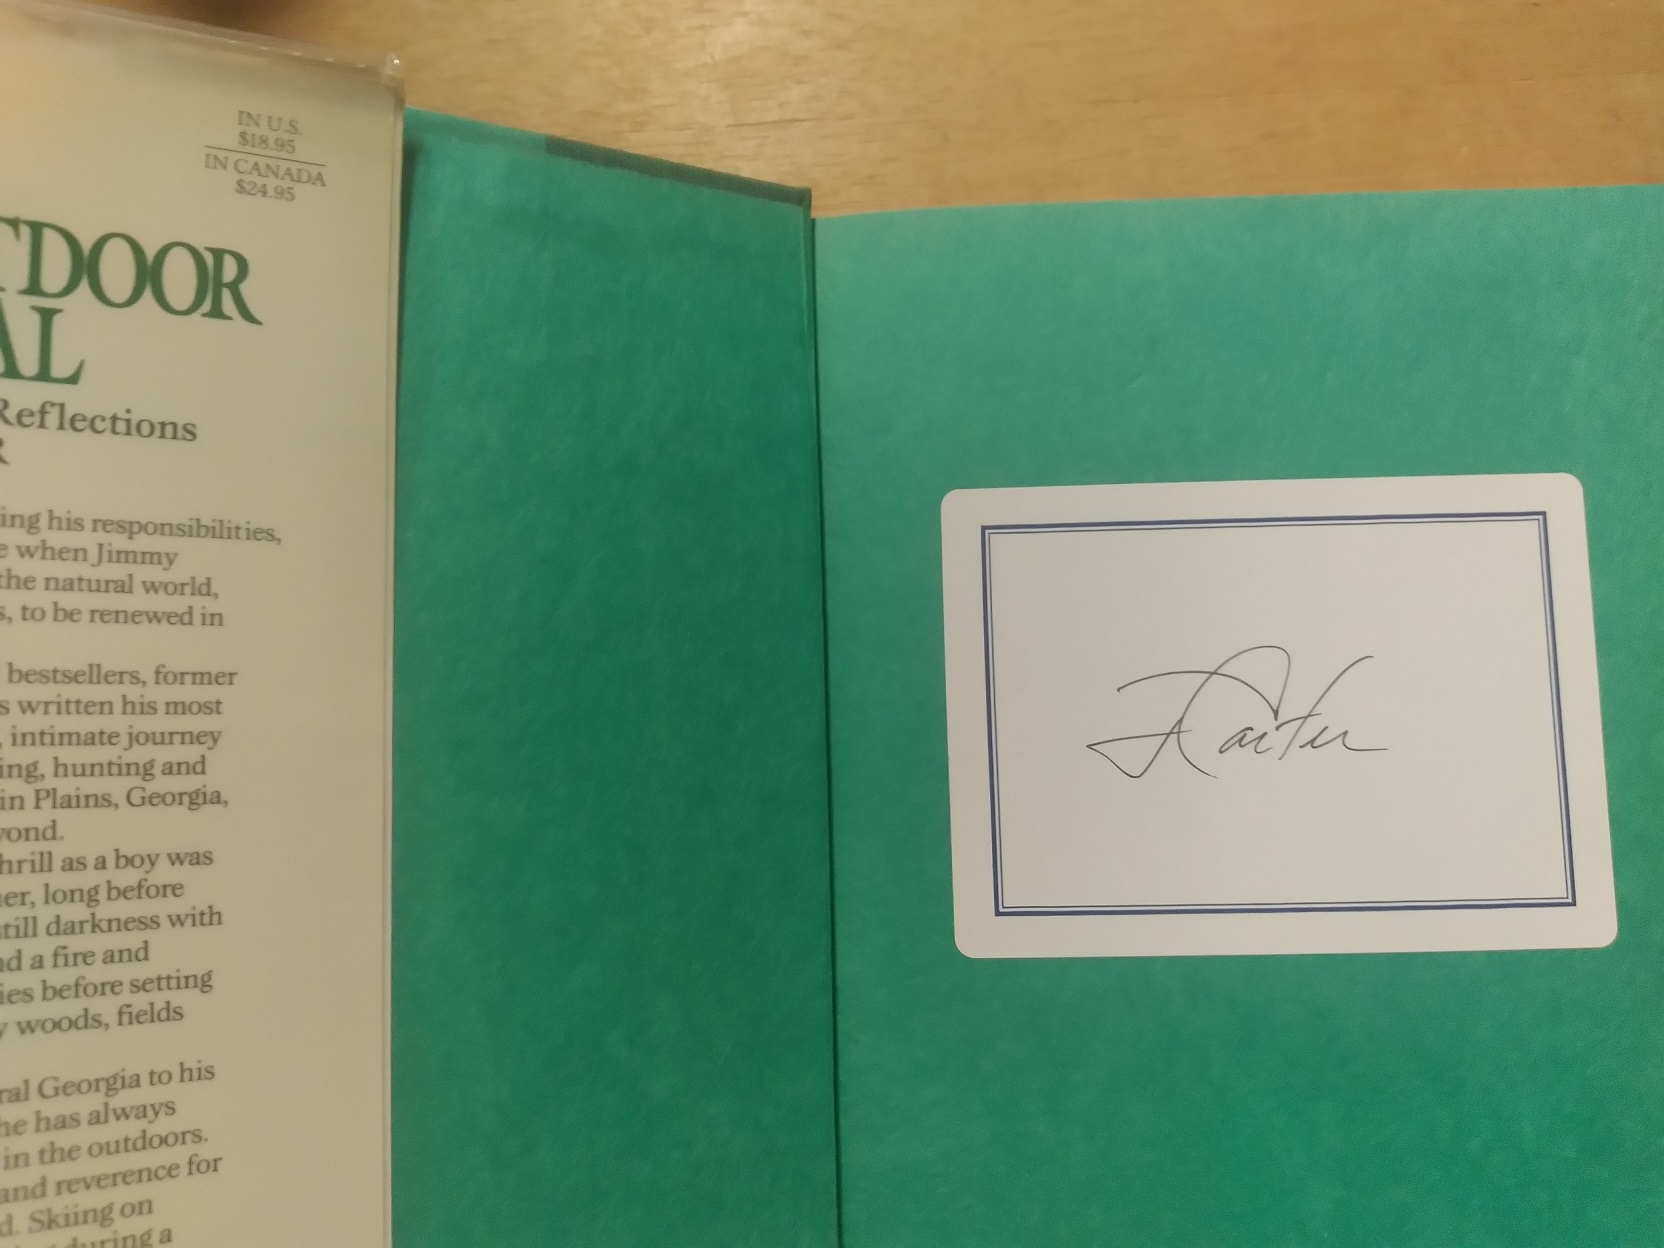 IN U.S.
$18.95
IN CANADA
$24.95
TDOOR
AL
Reflections
R
ing his responsibilities,
e when Jimmy
the natural world,
s, to be renewed in
bestsellers, former
s written his most
, intimate journey
ing, hunting and
in Plains, Georgia,
yond.
hrill as a boy was
er, long before
still darkness with
nd a fire and
ies before setting
y woods, fields
ral Georgia to his
he has always
in the outdoors.
and reverence for
d. Skiing on
during a
J Carter